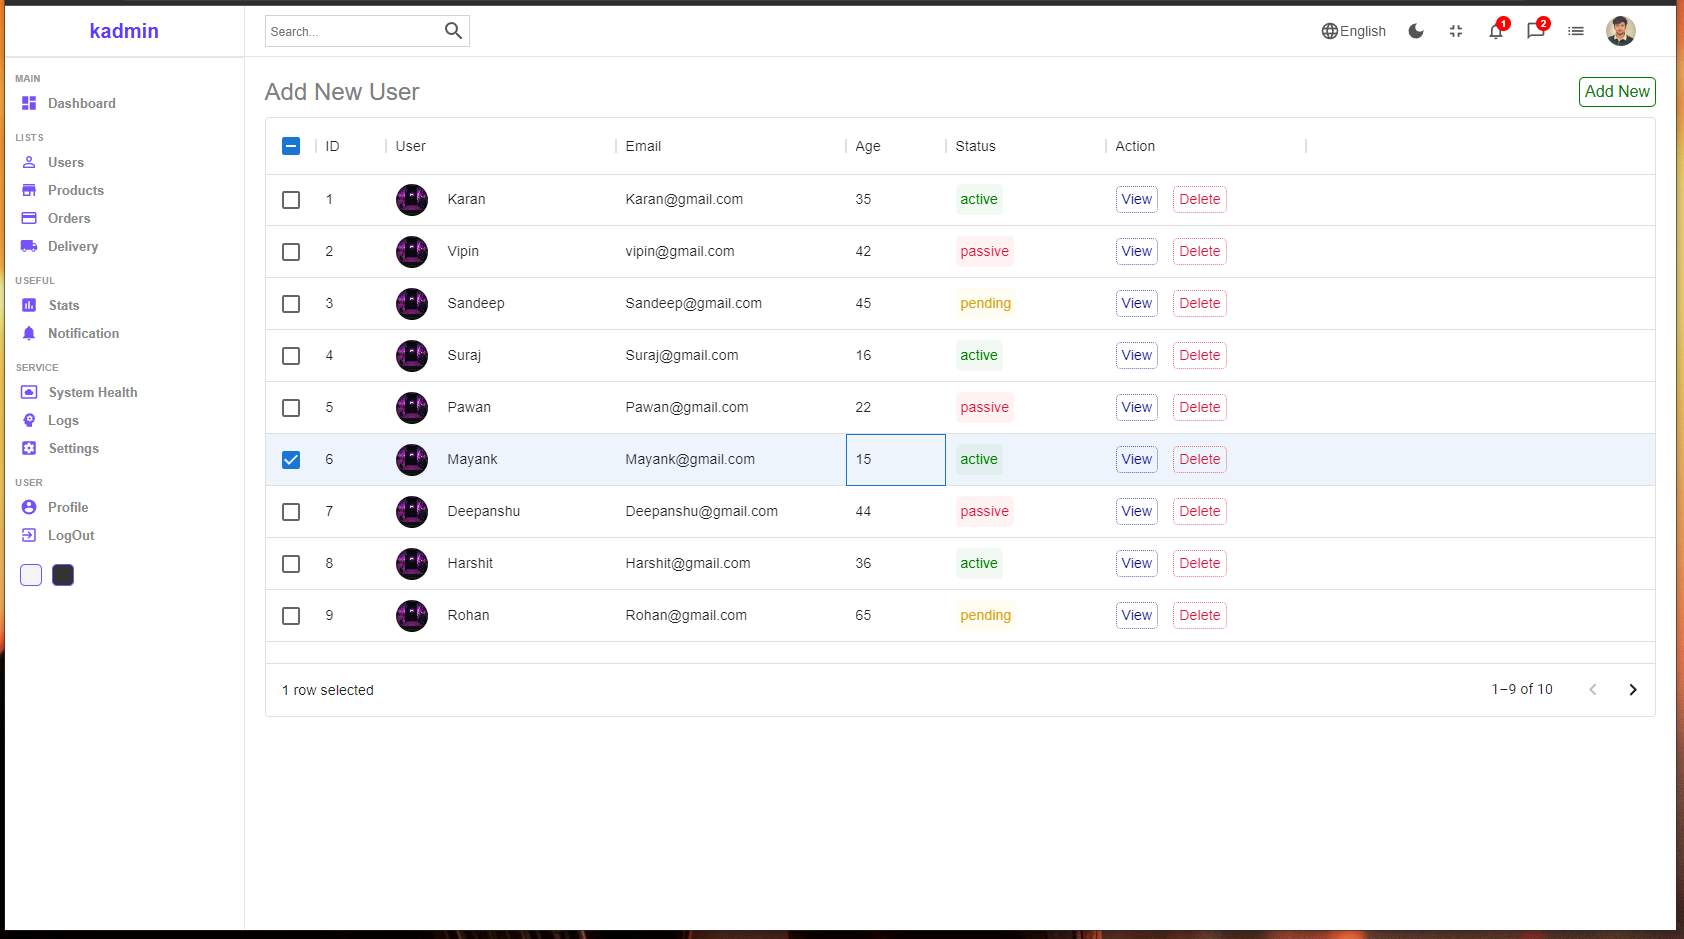 kadmin
Search...
English
1
2
MAIN
Dashboard
LISTS
Users
Products
Orders
Delivery
USEFUL
Stats
Notification
SERVICE
System Health
Logs
Settings
USER
Profile
LogOut
Add New User
Add New
ID User Email Age Status Action
1 Karan Karan@gmail.com 35 active View Delete
2 Vipin vipin@gmail.com 42 passive View Delete
3 Sandeep Sandeep@gmail.com 45 pending View Delete
4 Suraj Suraj@gmail.com 16 active View Delete
5 Pawan Pawan@gmail.com 22 passive View Delete
6 Mayank Mayank@gmail.com 15 active View Delete
7 Deepanshu Deepanshu@gmail.com 44 passive View Delete
8 Harshit Harshit@gmail.com 36 active View Delete
9 Rohan Rohan@gmail.com 65 pending View Delete
1 row selected
1–9 of 10